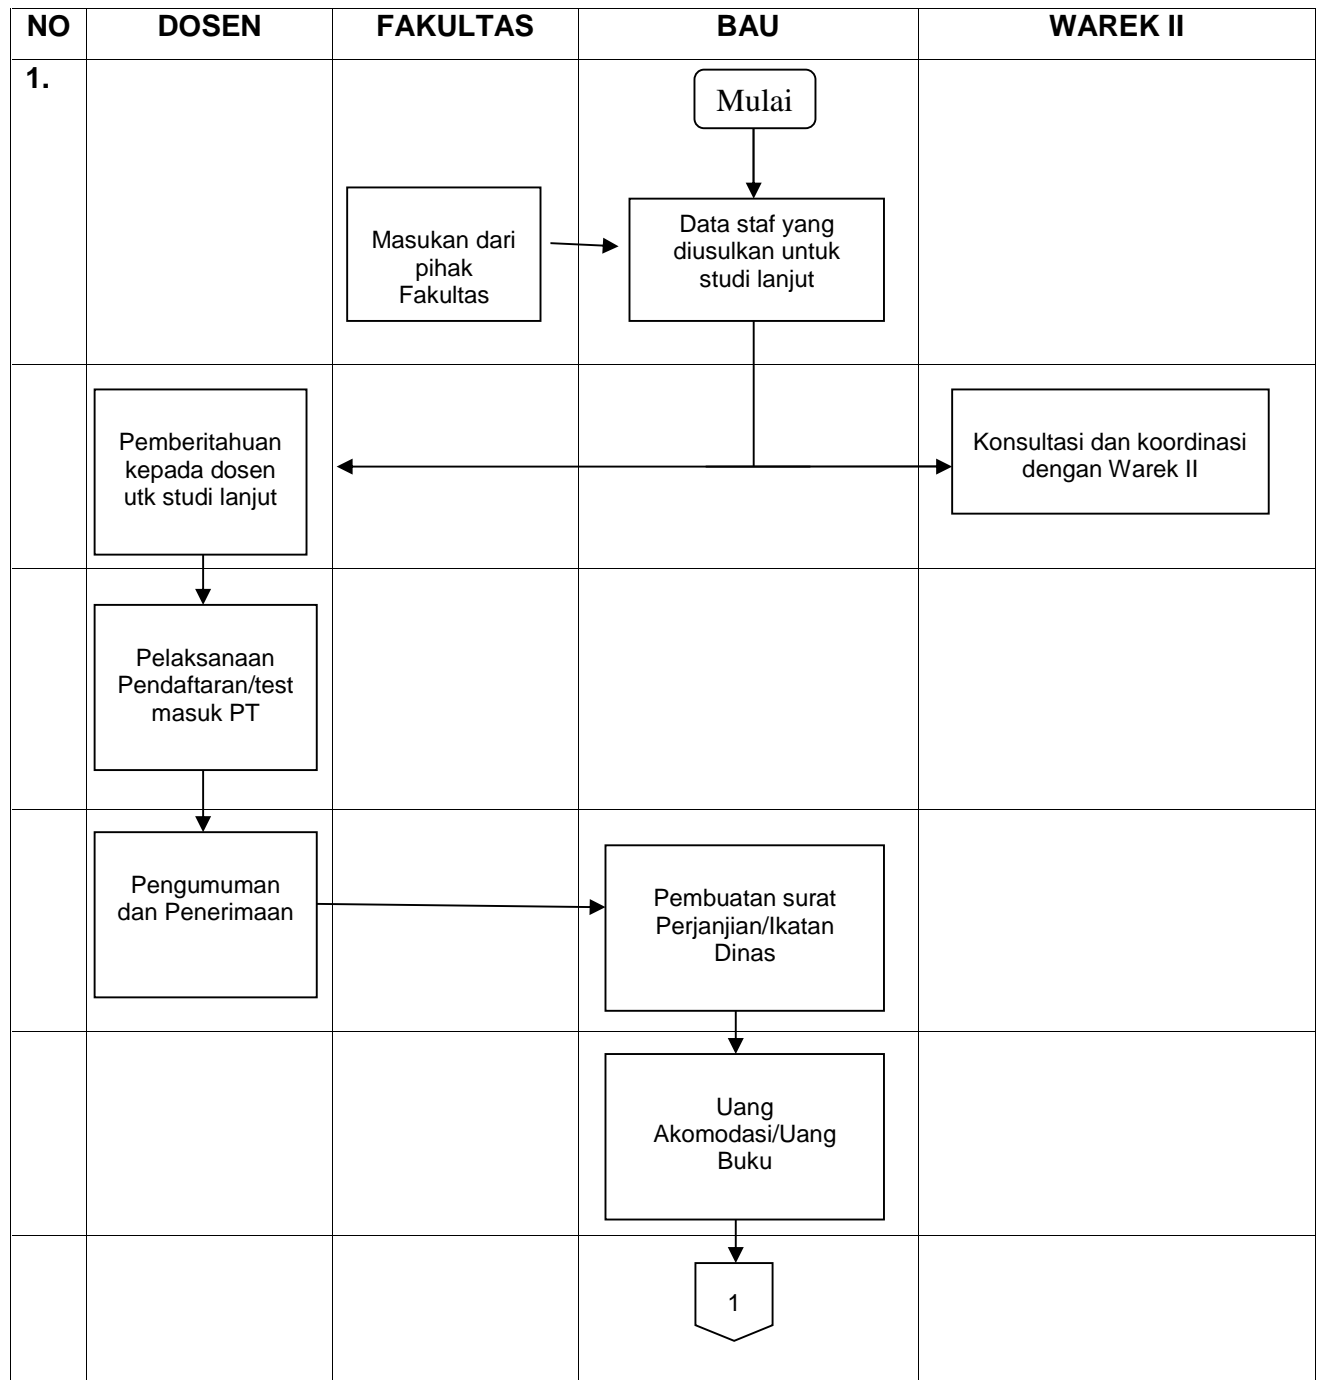 NO DOSEN FAKULTAS BAU WAREK II
1.
Mulai
Masukan dari
pihak
Fakultas
Data staf yang
diusulkan untuk
studi lanjut
Pemberitahuan
kepada dosen
utk studi lanjut
Konsultasi dan koordinasi
dengan Warek II
Pelaksanaan
Pendaftaran/test
masuk PT
Pengumuman
dan Penerimaan
Pembuatan surat
Perjanjian/Ikatan
Dinas
Uang
Akomodasi/Uang
Buku
1